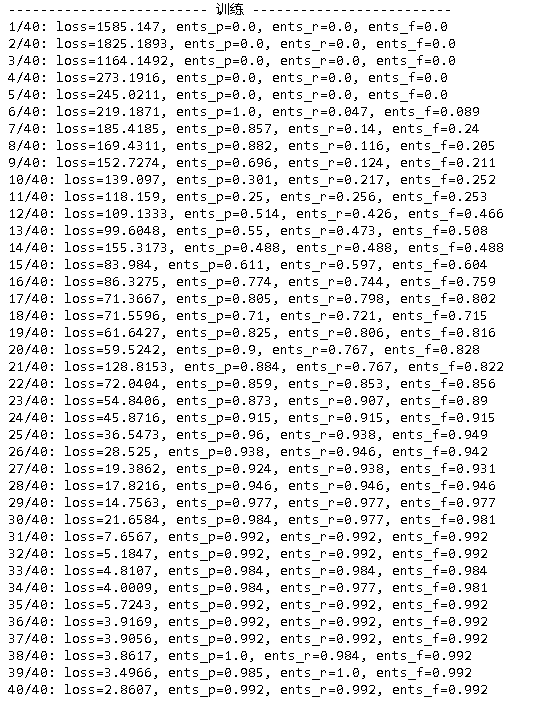 ------------------------- 训练 -------------------------
1/40: loss=1585.147, ents_p=0.0, ents_r=0.0, ents_f=0.0
2/40: loss=1825.1893, ents_p=0.0, ents_r=0.0, ents_f=0.0
3/40: loss=1164.1492, ents_p=0.0, ents_r=0.0, ents_f=0.0
4/40: loss=273.1916, ents_p=0.0, ents_r=0.0, ents_f=0.0
5/40: loss=245.0211, ents_p=0.0, ents_r=0.0, ents_f=0.0
6/40: loss=219.1871, ents_p=1.0, ents_r=0.047, ents_f=0.089
7/40: loss=185.4185, ents_p=0.857, ents_r=0.14, ents_f=0.24
8/40: loss=169.4311, ents_p=0.882, ents_r=0.116, ents_f=0.205
9/40: loss=152.7274, ents_p=0.696, ents_r=0.124, ents_f=0.211
10/40: loss=139.097, ents_p=0.301, ents_r=0.217, ents_f=0.252
11/40: loss=118.159, ents_p=0.25, ents_r=0.256, ents_f=0.253
12/40: loss=109.1333, ents_p=0.514, ents_r=0.426, ents_f=0.466
13/40: loss=99.6048, ents_p=0.55, ents_r=0.473, ents_f=0.508
14/40: loss=155.3173, ents_p=0.488, ents_r=0.488, ents_f=0.488
15/40: loss=83.984, ents_p=0.611, ents_r=0.597, ents_f=0.604
16/40: loss=86.3275, ents_p=0.774, ents_r=0.744, ents_f=0.759
17/40: loss=71.3667, ents_p=0.805, ents_r=0.798, ents_f=0.802
18/40: loss=71.5596, ents_p=0.71, ents_r=0.721, ents_f=0.715
19/40: loss=61.6427, ents_p=0.825, ents_r=0.806, ents_f=0.816
20/40: loss=59.5242, ents_p=0.9, ents_r=0.767, ents_f=0.828
21/40: loss=128.8153, ents_p=0.884, ents_r=0.767, ents_f=0.822
22/40: loss=72.0404, ents_p=0.859, ents_r=0.853, ents_f=0.856
23/40: loss=54.8406, ents_p=0.873, ents_r=0.907, ents_f=0.89
24/40: loss=45.8716, ents_p=0.915, ents_r=0.915, ents_f=0.915
25/40: loss=36.5473, ents_p=0.96, ents_r=0.938, ents_f=0.949
26/40: loss=28.525, ents_p=0.938, ents_r=0.946, ents_f=0.942
27/40: loss=19.3862, ents_p=0.924, ents_r=0.938, ents_f=0.931
28/40: loss=17.8216, ents_p=0.946, ents_r=0.946, ents_f=0.946
29/40: loss=14.7563, ents_p=0.977, ents_r=0.977, ents_f=0.977
30/40: loss=21.6584, ents_p=0.984, ents_r=0.977, ents_f=0.981
31/40: loss=7.6567, ents_p=0.992, ents_r=0.992, ents_f=0.992
32/40: loss=5.1847, ents_p=0.992, ents_r=0.992, ents_f=0.992
33/40: loss=4.8107, ents_p=0.984, ents_r=0.984, ents_f=0.984
34/40: loss=4.0009, ents_p=0.984, ents_r=0.977, ents_f=0.981
35/40: loss=5.7243, ents_p=0.992, ents_r=0.992, ents_f=0.992
36/40: loss=3.9169, ents_p=0.992, ents_r=0.992, ents_f=0.992
37/40: loss=3.9056, ents_p=0.992, ents_r=0.992, ents_f=0.992
38/40: loss=3.8617, ents_p=1.0, ents_r=0.984, ents_f=0.992
39/40: loss=3.4966, ents_p=0.985, ents_r=1.0, ents_f=0.992
40/40: loss=2.8607, ents_p=0.992, ents_r=0.992, ents_f=0.992